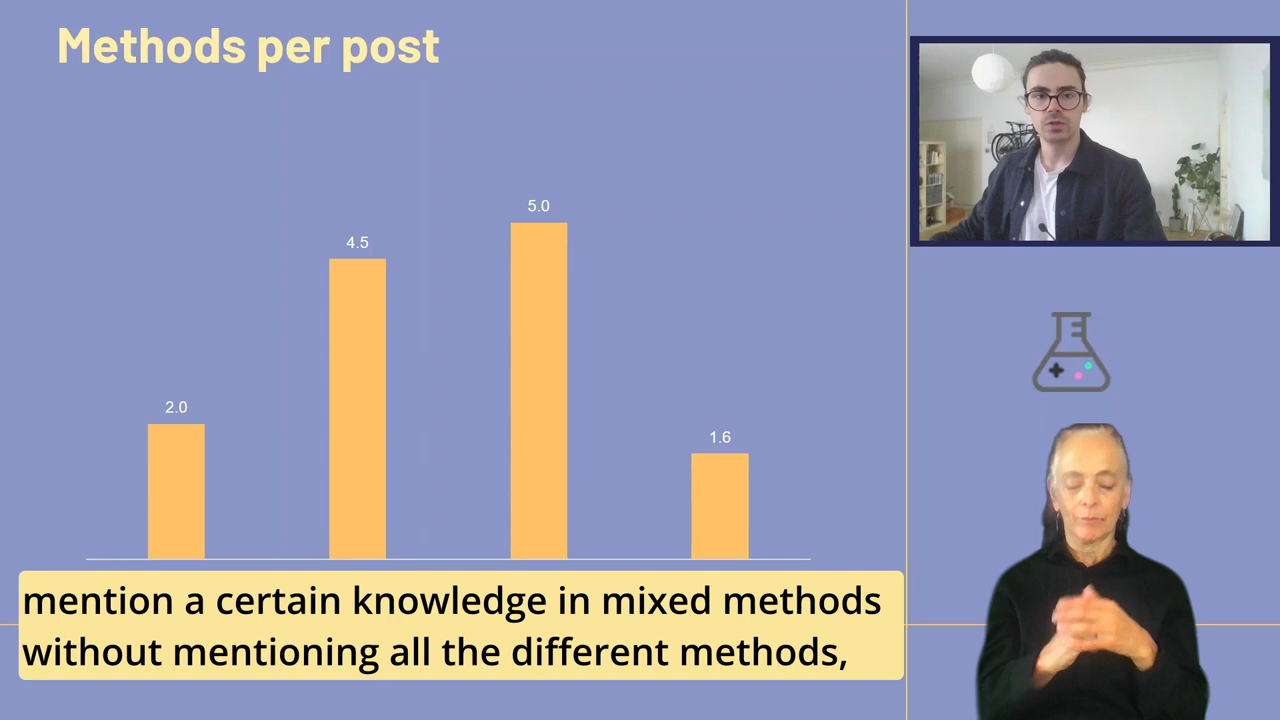 Methods per post
5.0
4.5
2.0
1.6
mention a certain knowledge in mixed methods
without mentioning all the different methods,